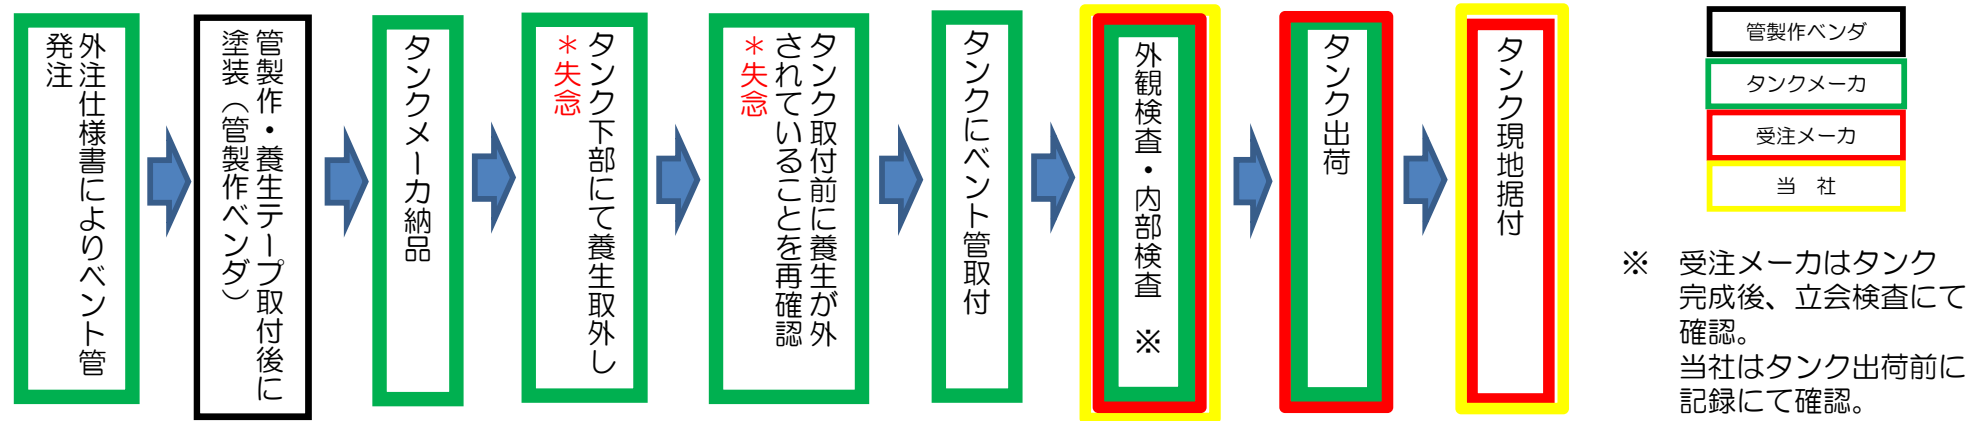 外注仕様書によりベント管
発注
管製作・養生テープ取付後に
塗装（管製作ベンダ）
タンクメーカ納品
タンク下部にて養生取外し
＊失念
タンク取付前に養生が外
されていることを再確認
＊失念
タンクにベント管取付
外観検査・内部検査　※
タンク出荷
タンク現地据付
管製作ベンダ
タンクメーカ
受注メーカ
当　社
※　受注メーカはタンク
完成後、立会検査にて
確認。
当社はタンク出荷前に
記録にて確認。